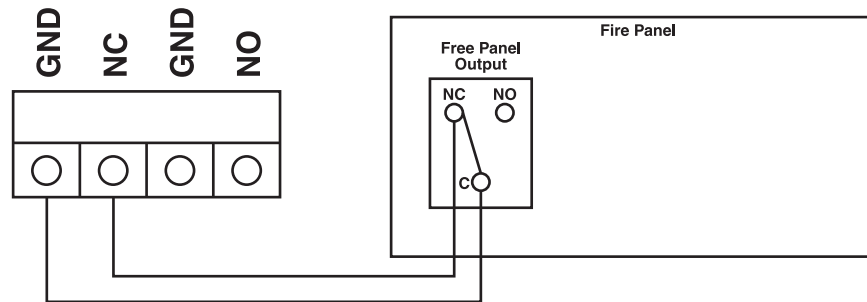 GND
NC
GND
NO
Fire Panel
Free Panel
Output
NC NO
C